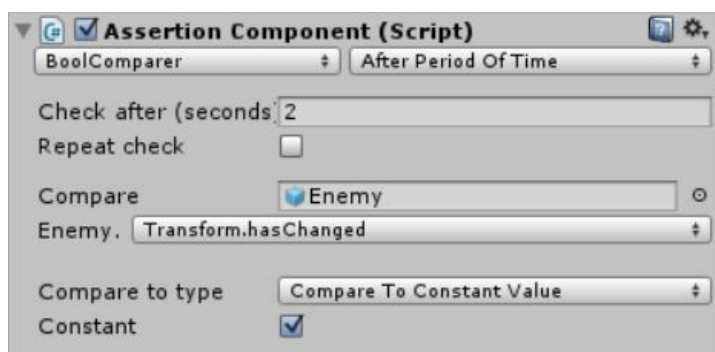 Assertion Component (Script)
BoolComparer After Period Of Time
Check after (seconds) 2
Repeat check
Compare Enemy
Enemy. Transform.hasChanged
Compare to type Compare To Constant Value
Constant